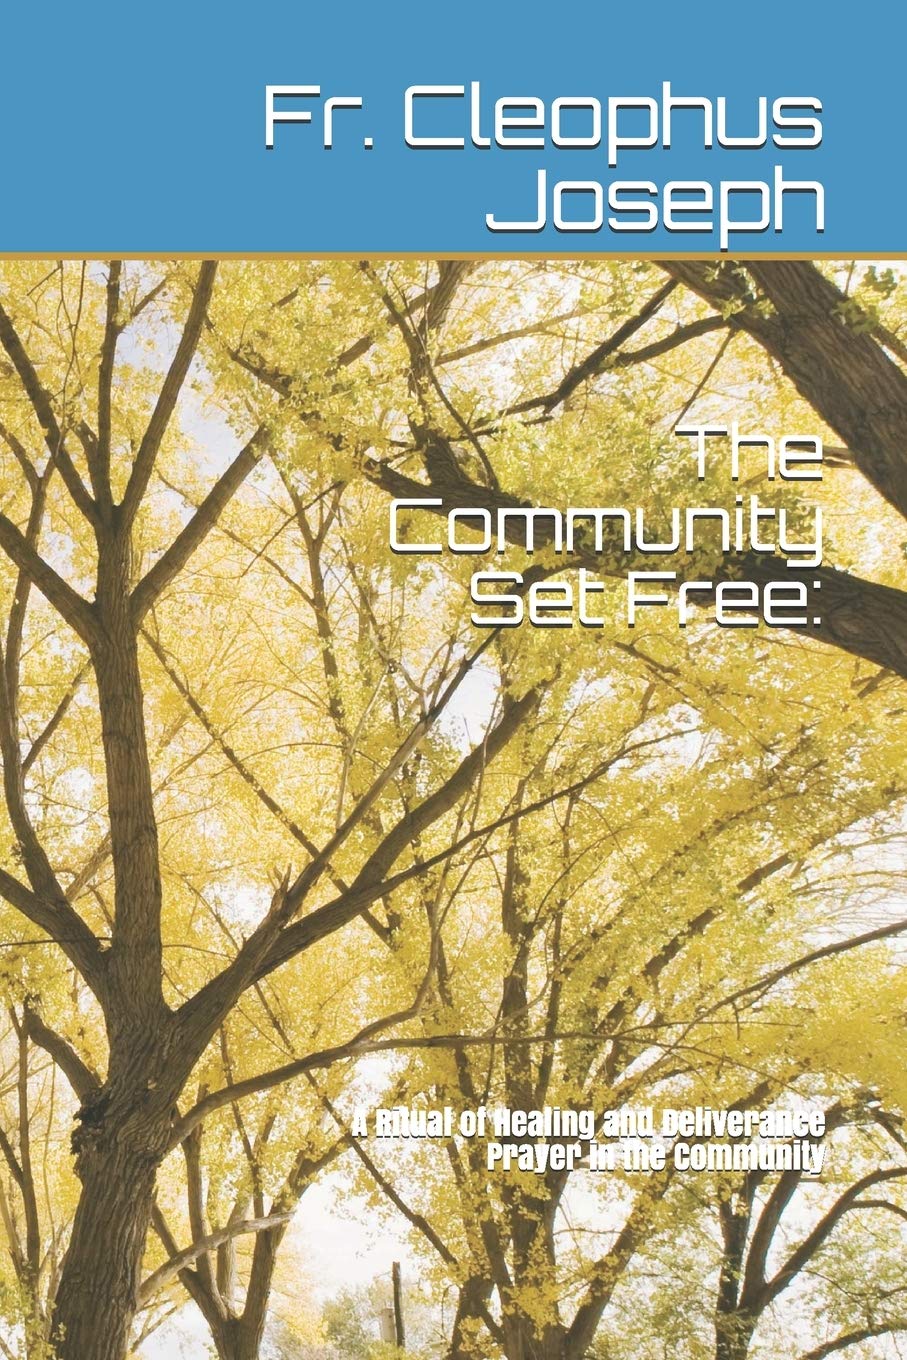 Fr. Cleophus
Joseph
The
Community
Set Free:
A Ritual of Healing and Deliverance
Prayer in the Community